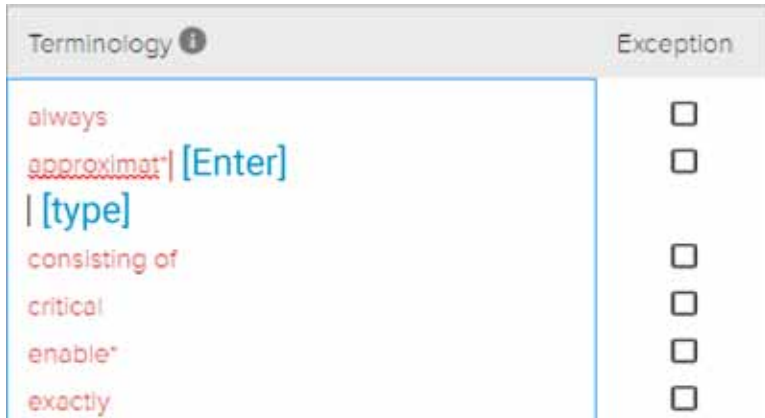 Terminology Exception
always
approximat*| [Enter]
| [type]
consisting of
critical
enable*
exactly